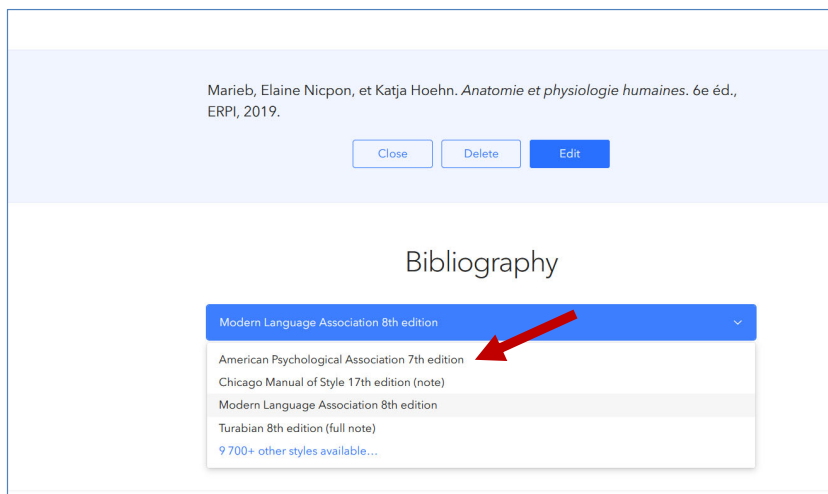 Marieb, Elaine Nicpon, et Katja Hoehn. Anatomie et physiologie humaines. 6e éd.,
ERPI, 2019.
Close Delete Edit
Bibliography
Modern Language Association 8th edition
American Psychological Association 7th edition
Chicago Manual of Style 17th edition (note)
Modern Language Association 8th edition
Turabian 8th edition (full note)
9 700+ other styles available…